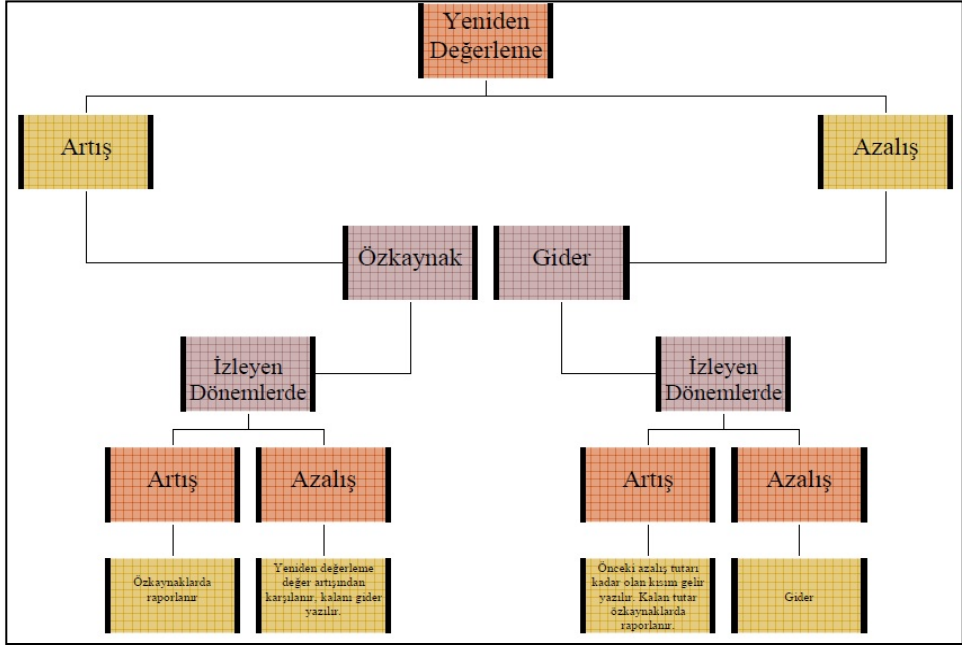 Yeniden
Değerleme
Artış
Azalış
Özkaynak
Gider
İzleyen
Dönemlerde
İzleyen
Dönemlerde
Artış
Azalış
Artış
Azalış
Özkaynaklarda
raporlanır
Yeniden değerleme
değer artışından
karşılanır, kalanı gider
yazılır.
Önceki azalış tutarı
kadar olan kısım gelir
yazılır. Kalan tutar
özkaynaklarda
raporlanır.
Gider